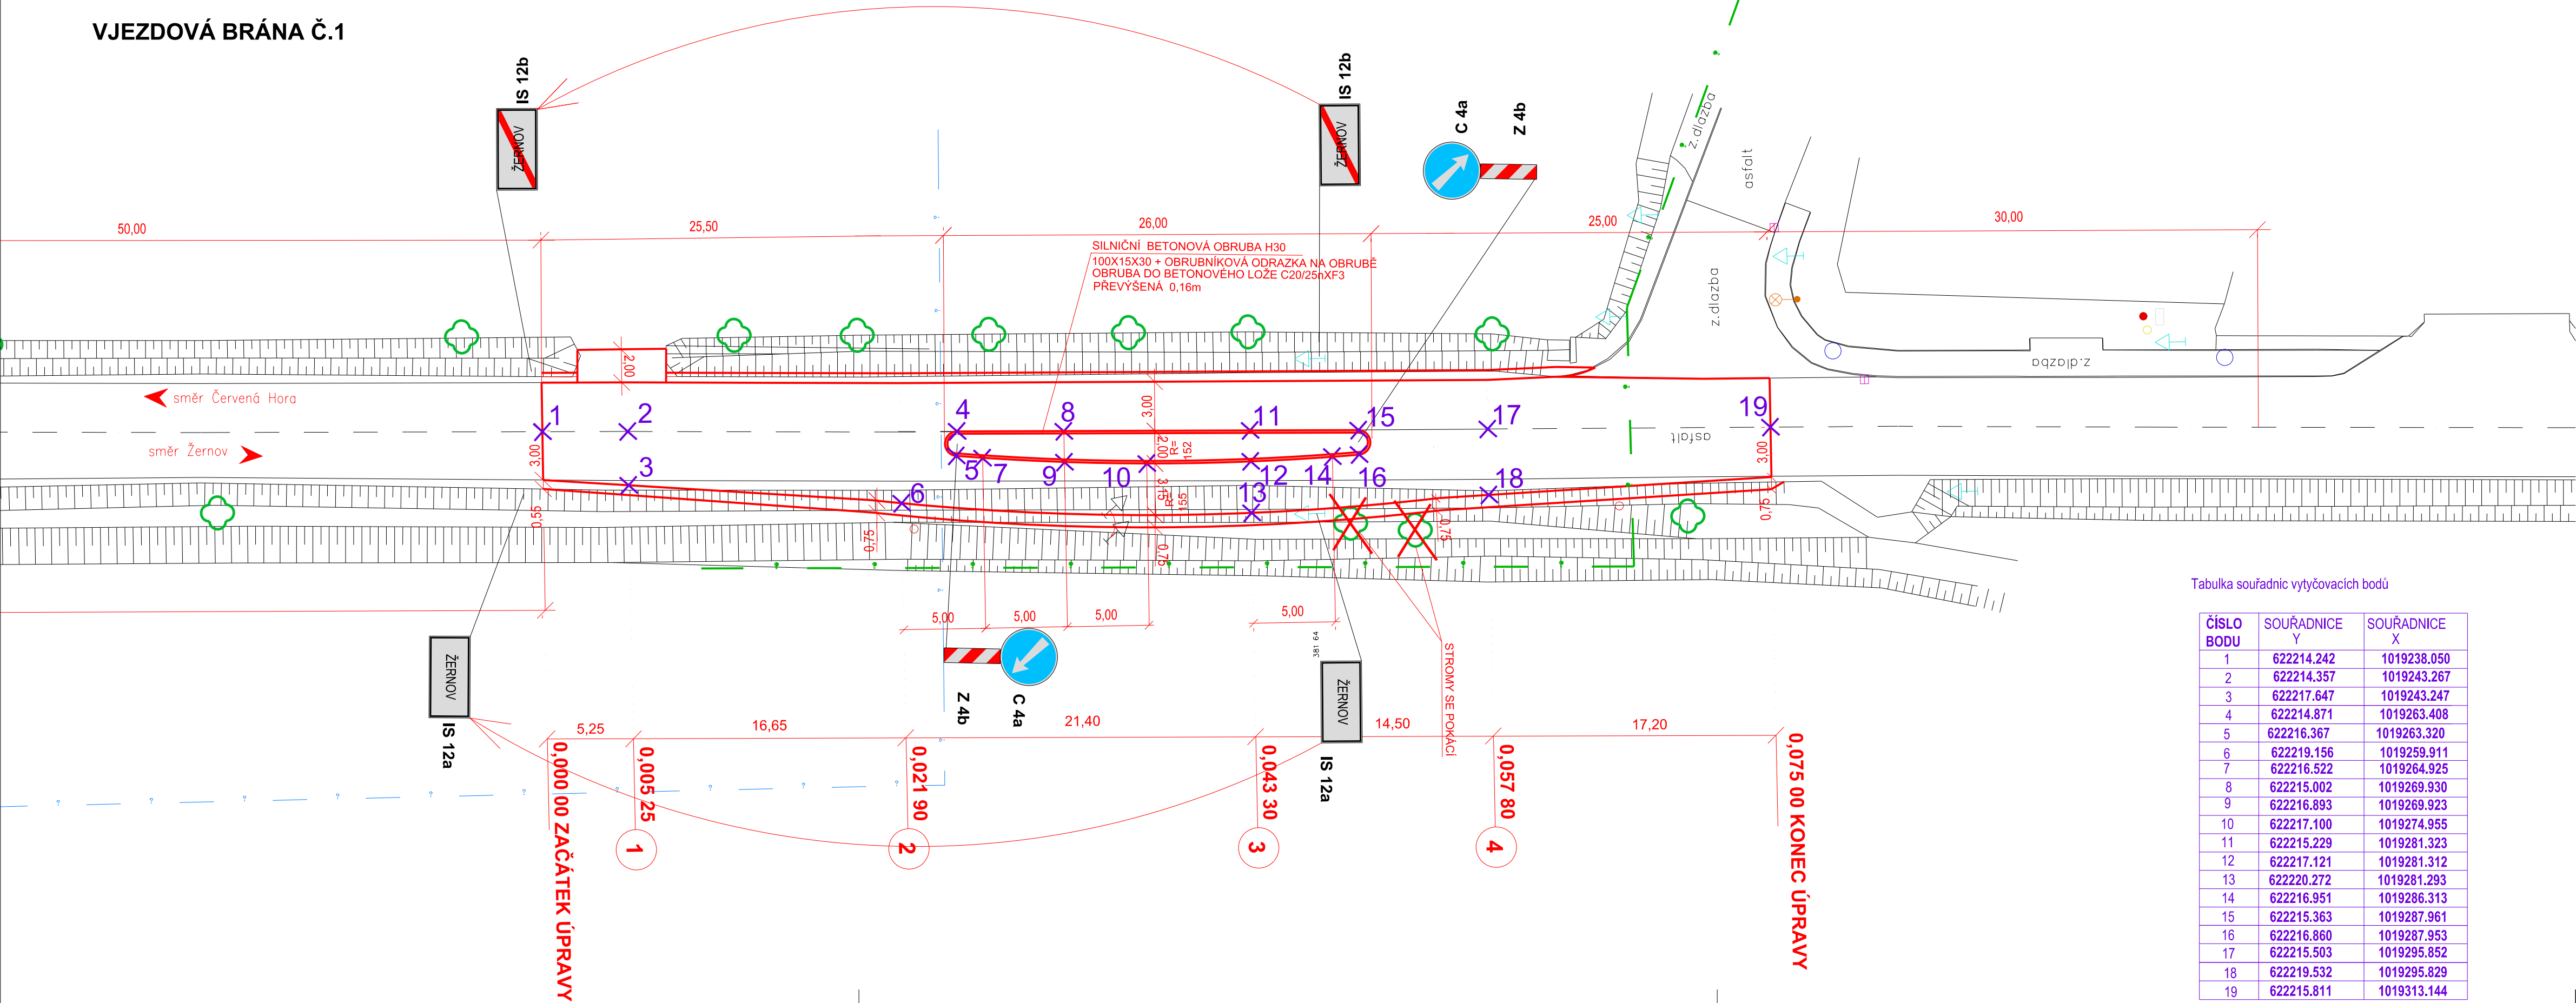 VJEZDOVÁ BRÁNA Č.1
IS 12b
ŽERNOV
IS 12b
ŽERNOV
C 4a
Z 4b
z.dlazba
asfalt
50,00
25,50
26,00
25,00
30,00
SILNIČNÍ BETONOVÁ OBRUBA H30
100X15X30 + OBRUBNÍKOVÁ ODRAZKA NA OBRUBĚ
OBRUBA DO BETONOVÉHO LOŽE C20/25nXF3
PŘEVÝŠENÁ 0,16m
z.dlazba
z.dlazba
2,00
směr Červená Hora
směr Žernov
1
2
3
4
5
6
7
8
9
10
11
12
13
14
15
16
17
18
19
asfalt
3,00
3,00
2,00
R=
152
3,15
R=
155
3,00
0,55
0,75
0,75
0,75
0,75
5,00
5,00
5,00
5,00
381 64
STROMY SE POKÁCÍ
ŽERNOV
IS 12a
Z 4b
C 4a
ŽERNOV
IS 12a
5,25
16,65
21,40
14,50
17,20
0,000 00 ZAČÁTEK ÚPRAVY
0,005 25
0,021 90
0,043 30
0,057 80
0,075 00 KONEC ÚPRAVY
1
2
3
4
Tabulka souřadnic vytyčovacích bodů
ČÍSLO BODU SOUŘADNICE Y SOUŘADNICE X
1 622214.242 1019238.050
2 622214.357 1019243.267
3 622217.647 1019243.247
4 622214.871 1019263.408
5 622216.367 1019263.320
6 622219.156 1019259.911
7 622216.522 1019264.925
8 622215.002 1019269.930
9 622216.893 1019269.923
10 622217.100 1019274.955
11 622215.229 1019281.323
12 622217.121 1019281.312
13 622220.272 1019281.293
14 622216.951 1019286.313
15 622215.363 1019287.961
16 622216.860 1019287.953
17 622215.503 1019295.852
18 622219.532 1019295.829
19 622215.811 1019313.144